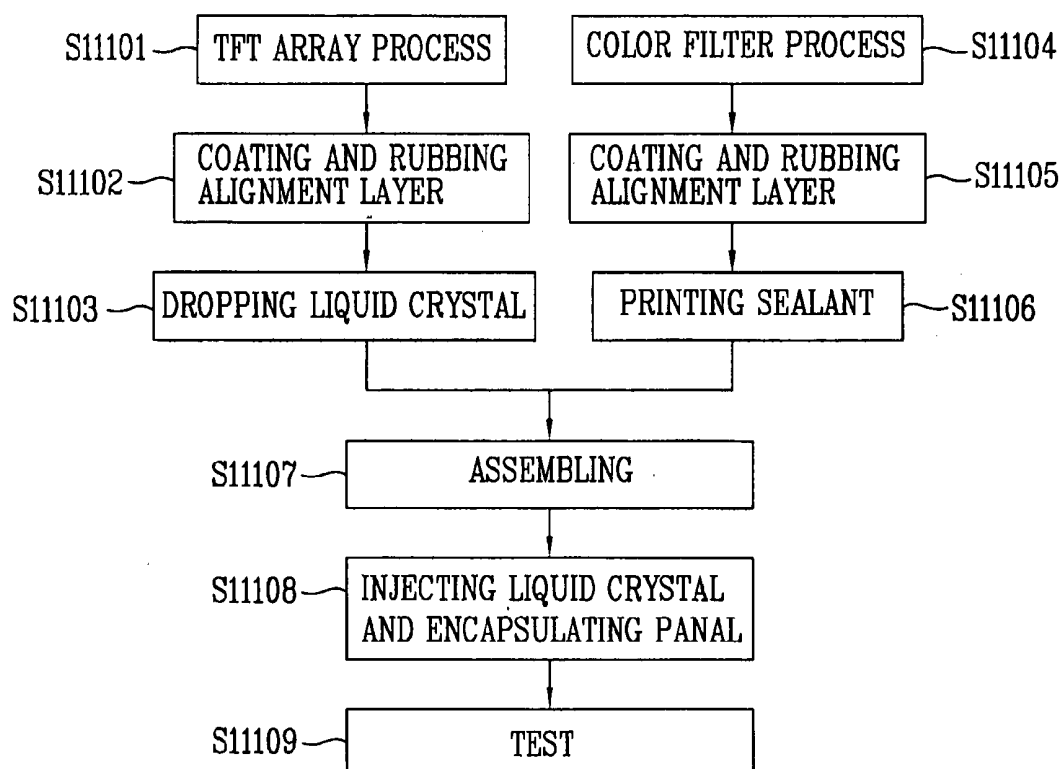 S11101
TFT ARRAY PROCESS
COLOR FILTER PROCESS
S11104
S11102
COATING AND RUBBING
ALIGNMENT LAYER
COATING AND RUBBING
ALIGNMENT LAYER
S11105
S11103
DROPPING LIQUID CRYSTAL
PRINTING SEALANT
S11106
S11107
ASSEMBLING
S11108
INJECTING LIQUID CRYSTAL
AND ENCAPSULATING PANAL
S11109
TEST